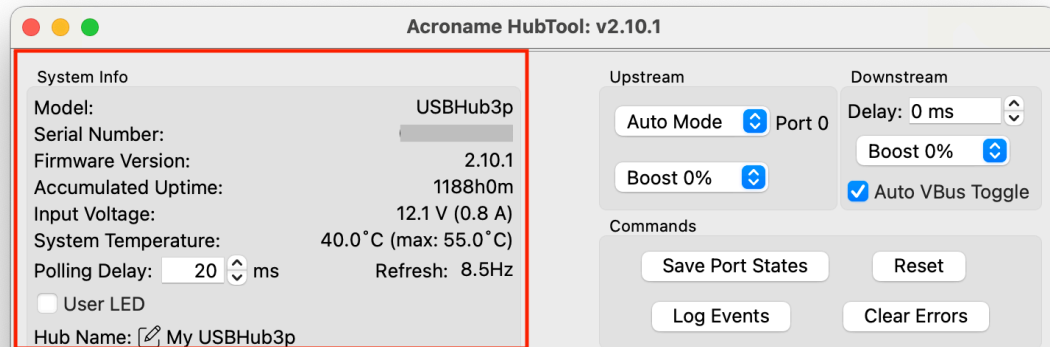 Acroname HubTool: v2.10.1
System Info
Model: USBHub3p
Serial Number:
Firmware Version: 2.10.1
Accumulated Uptime: 1188h0m
Input Voltage: 12.1 V (0.8 A)
System Temperature: 40.0°C (max: 55.0°C)
Polling Delay: 20 ms Refresh: 8.5Hz
User LED
Hub Name: My USBHub3p
Upstream
Auto Mode Port 0
Boost 0%
Downstream
Delay: 0 ms
Boost 0%
Auto VBus Toggle
Commands
Save Port States Reset
Log Events Clear Errors